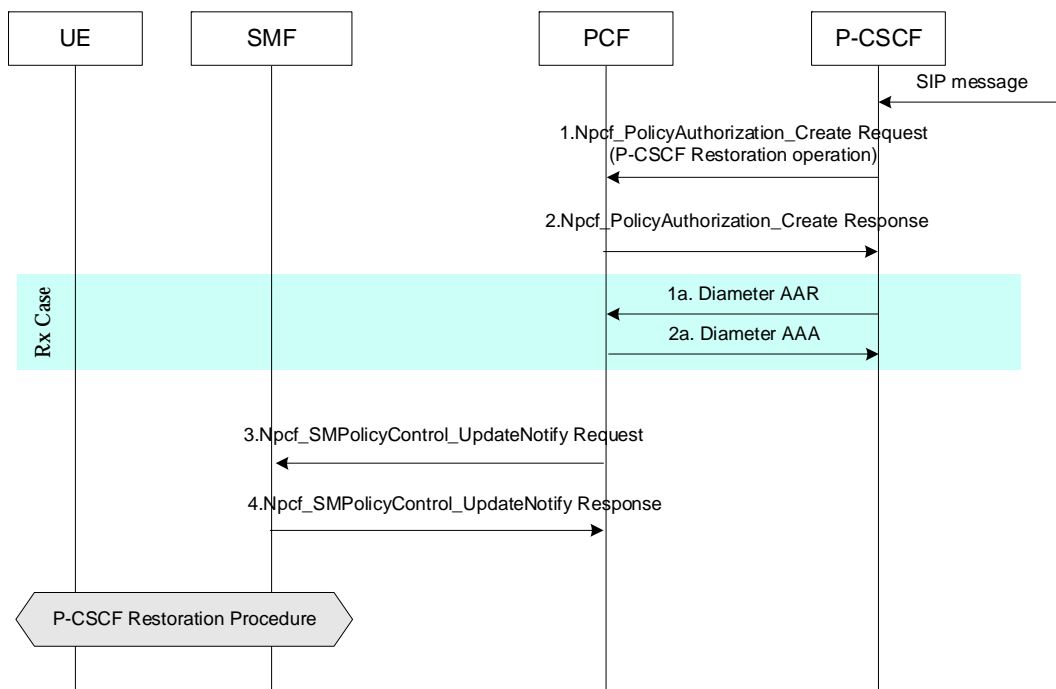 UE
SMF
PCF
P-CSCF
SIP message
1.Npcf_PolicyAuthorization_Create Request
(P-CSCF Restoration operation)
2.Npcf_PolicyAuthorization_Create Response
Rx Case
1a. Diameter AAR
2a. Diameter AAA
3.Npcf_SMPolicyControl_UpdateNotify Request
4.Npcf_SMPolicyControl_UpdateNotify Response
P-CSCF Restoration Procedure